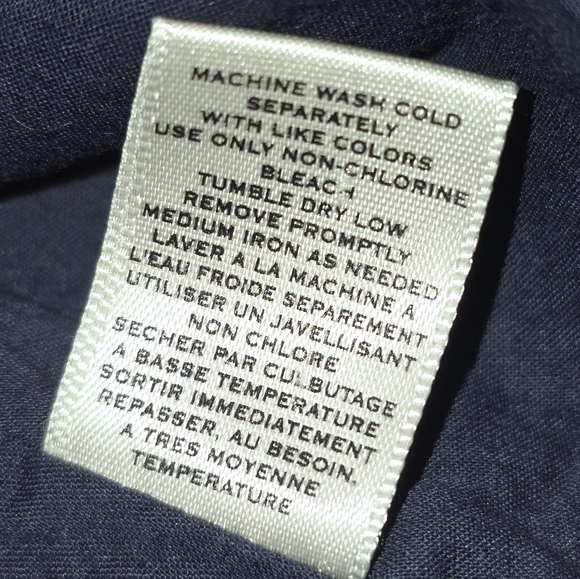 MACHINE WASH COLD
SEPARATELY
WITH LIKE COLORS
USE ONLY NON-CHLORINE
BLEACH
TUMBLE DRY LOW
REMOVE PROMPTLY
MEDIUM IRON AS NEEDED
LAVER A LA MACHINE A
L'EAU FROIDE SEPAREMENT
UTILISER UN JAVELLISANT
NON CHLORE
SECHER PAR CULBUTAGE
A BASSE TEMPERATURE
SORTIR IMMEDIATEMENT
REPASSER, AU BESOIN,
A TRES MOYENNE
TEMPERATURE